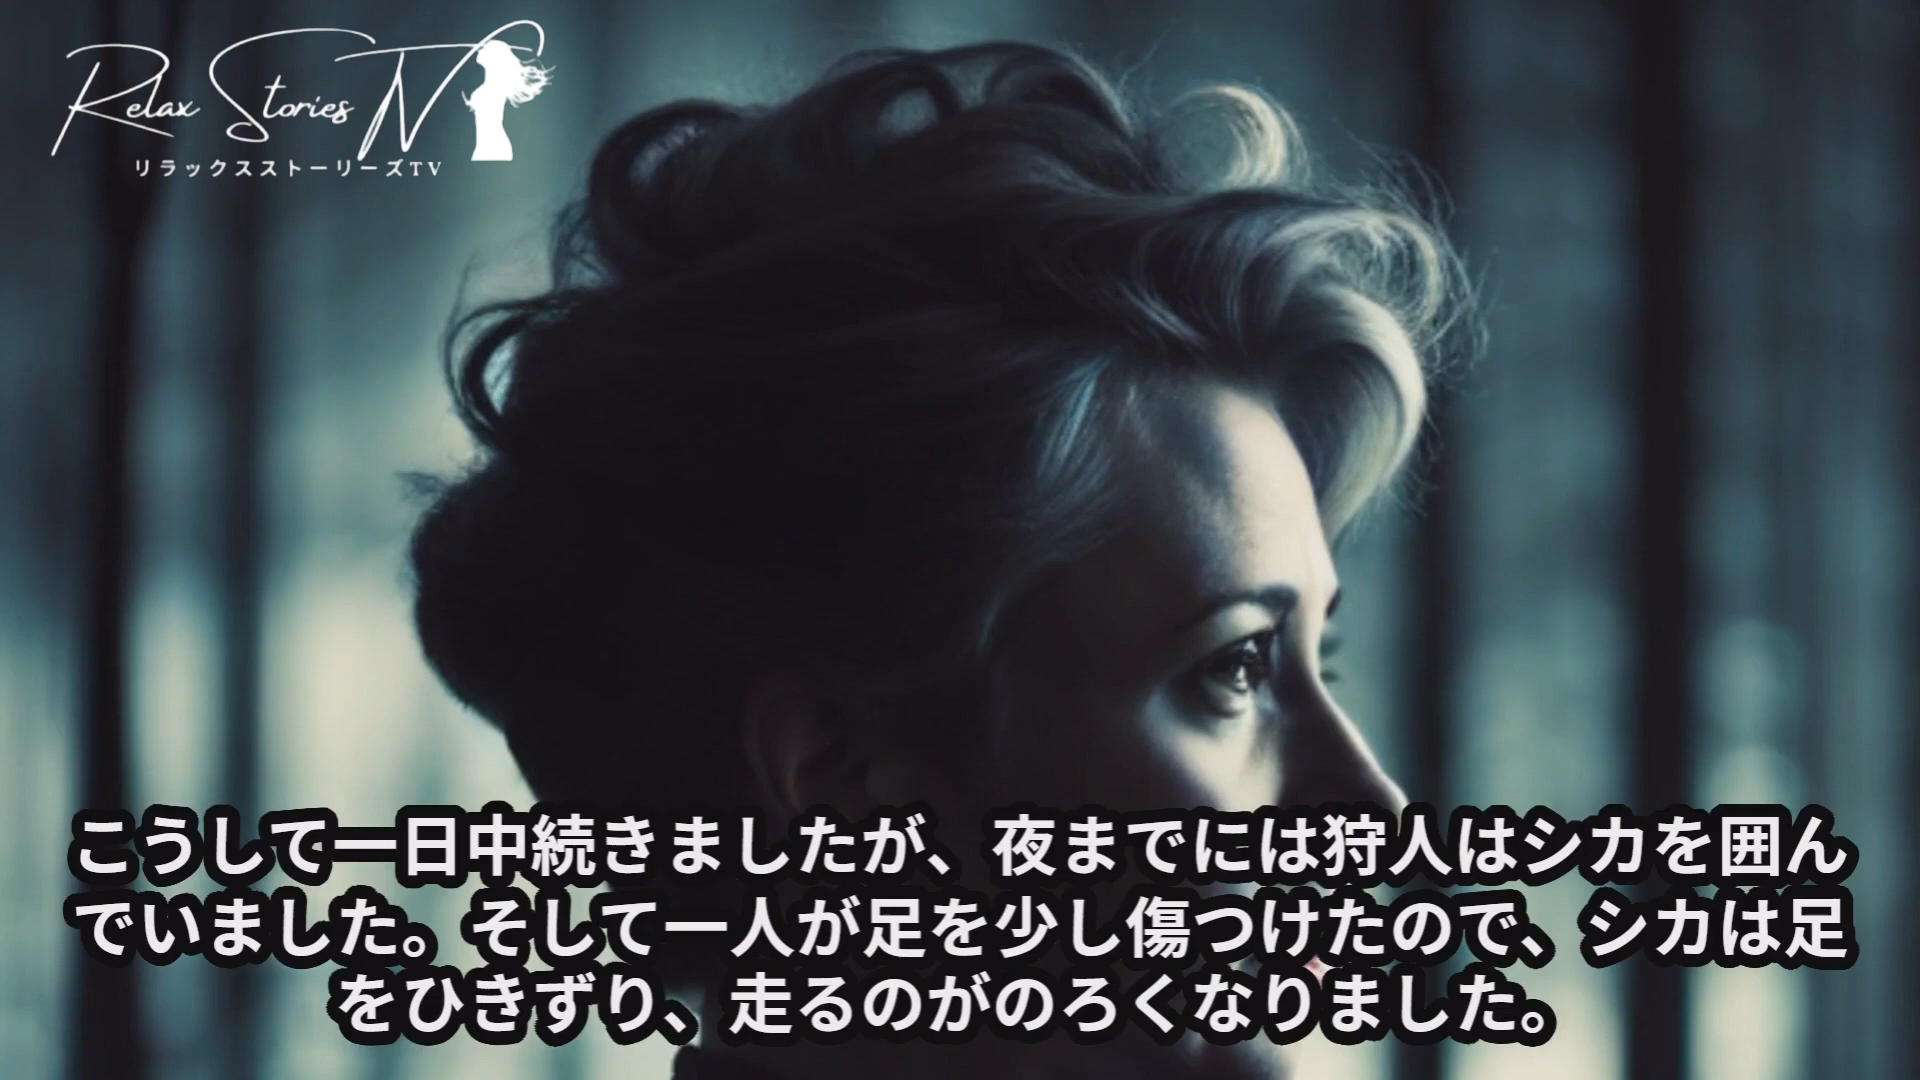 Relax Stories TV
リラックスストーリーズTV
こうして一日中続きましたが、夜までには狩人はシカを囲ん
でいました。そして一人が足を少し傷つけたので、シカは足
をひきずり、走るのがのろくなりました。